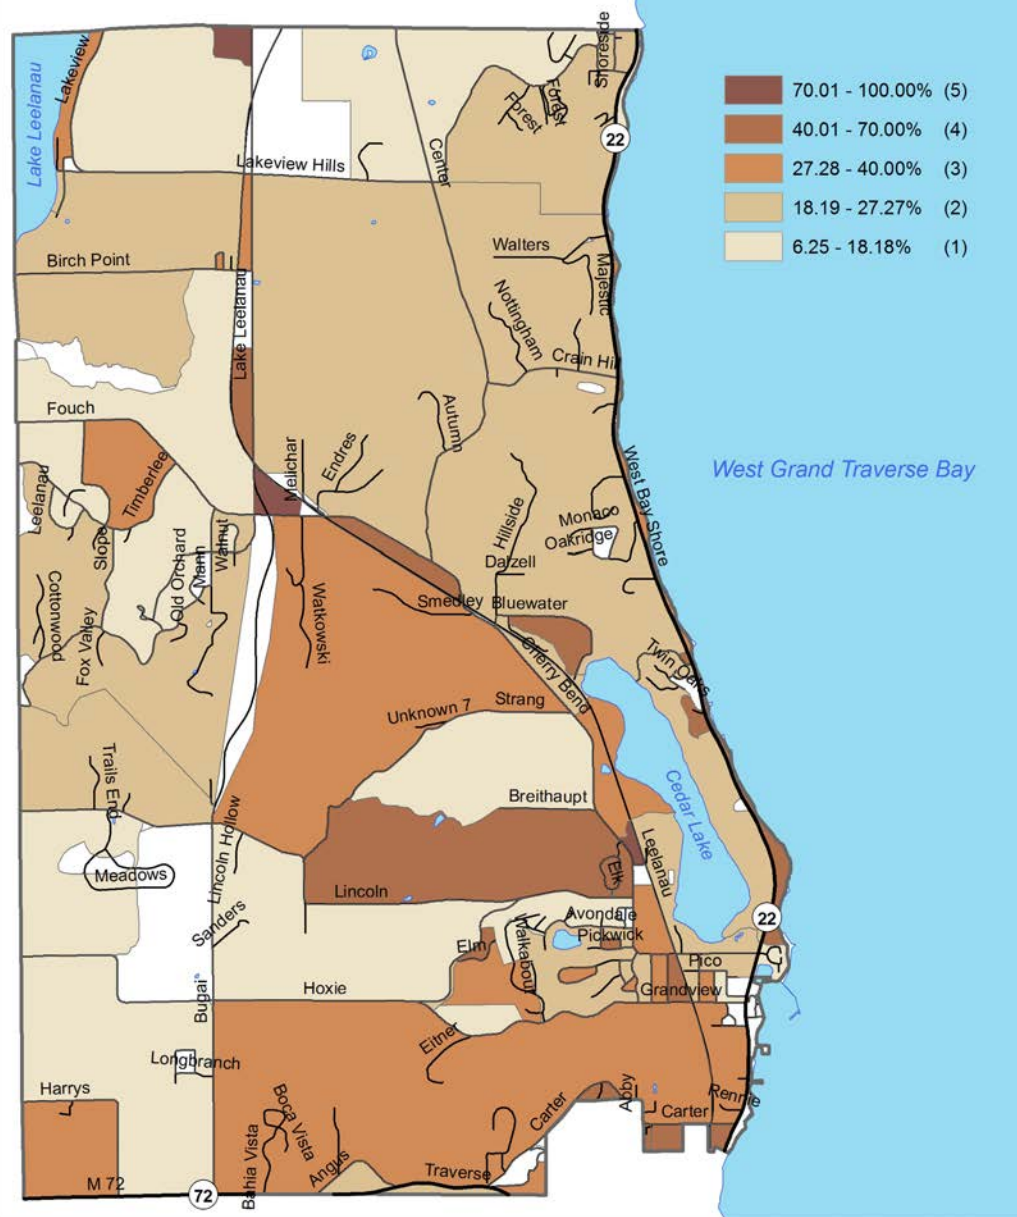 Shoreside
Lakeview
Lake Leelanau
Forest
Forest
22
70.01 - 100.00% (5)
40.01 - 70.00% (4)
27.28 - 40.00% (3)
18.19 - 27.27% (2)
6.25 - 18.18% (1)
Lakeview Hills
Center
Walters
Birch Point
Majestic
Nottingham
Lake Leelanau
Crain Hil
Fouch
Autumn
Melichar
Endres
West Bay Shore
West Grand Traverse Bay
Timberlee
Leelanau
Slope
Old Orchard
Mann
Walnut
Hillside
Monaco
Oakridge
Dalzell
Cottonwood
Fox Valley
Watkowski
Smedley
Bluewater
Cherry Bend
Twin Oaks
Strang
Unknown 7
Trails End
Breithaupt
Cedar Lake
Lincoln Hollow
Leelanau
Meadows
Elk
Lincoln
Sanders
Avondale
Pickwick
22
Elm
Walkabout
Pico
Bugai
Hoxie
Grandview
Eitner
Longbranch
Harrys
Boca Vista
Carter
Abby
Rennie
Carter
Bahia Vista
Angus
Traverse
M 72
72